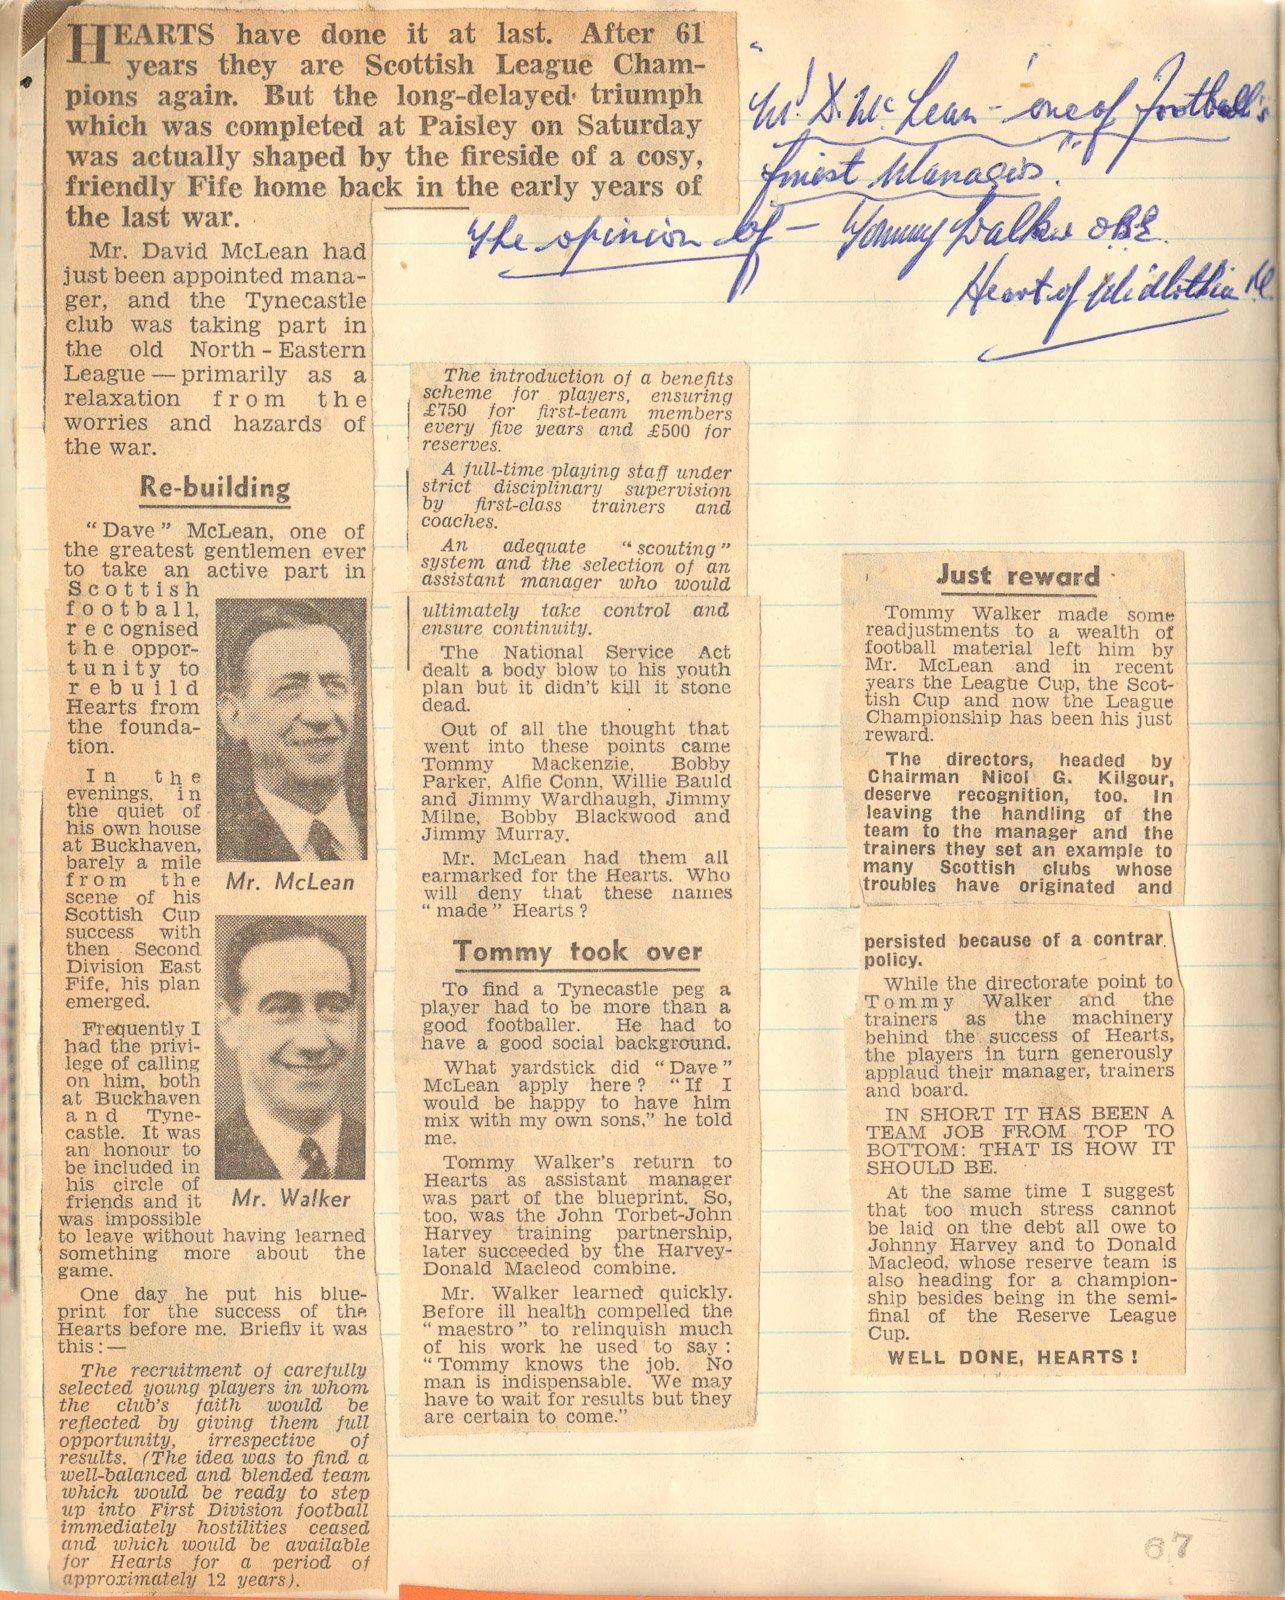 HEARTS have done it at last. After 61
years they are Scottish League Cham-
pions again. But the long-delayed triumph
which was completed at Paisley on Saturday
was actually shaped by the fireside of a cosy,
friendly Fife home back in the early years of
the last war.
Mr. David McLean had
just been appointed mana-
ger, and the Tynecastle
club was taking part in
the old North-Eastern
League — primarily as a
relaxation from the
worries and hazards of
the war.
Re-building
"Dave" McLean, one of
the greatest gentlemen ever
to take an active part in
Scottish
football,
recognised
the oppor-
tunity to
rebuild
Hearts from
the founda-
tion.
In the
evenings, in
the quiet of
his own house
at Buckhaven,
barely a mile
from the
scene of his
Scottish Cup
success with
then Second
Division East
Fife, his plan
emerged.
Frequently I
had the privi-
lege of calling
on him, both
at Buckhaven
and Tyne-
castle. It was
an honour to
be included in
his circle of
friends and it
was impossible
to leave without having learned
something more about the
game.
One day he put his blue-
print for the success of the
Hearts before me. Briefly it was
this:—
The recruitment of carefully
selected young players in whom
the club's faith would be
reflected by giving them full
opportunity, irrespective of
results. (The idea was to find a
well-balanced and blended team
which would be ready to step
up into First Division football
immediately hostilities ceased
and which would be available
for Hearts for a period of
approximately 12 years).
Mr. McLean
Mr. Walker
"Mr. D. McLean - 'one of football's
finest managers'."
The opinion of - Tommy Walker OBE
Heart of Midlothian
The introduction of a benefits
scheme for players, ensuring
£750 for first-team members
every five years and £500 for
reserves.
A full-time playing staff under
strict disciplinary supervision
by first-class trainers and
coaches.
An adequate "scouting"
system and the selection of an
assistant manager who would
ultimately take control and
ensure continuity.
The National Service Act
dealt a body blow to his youth
plan but it didn't kill it stone
dead.
Out of all the thought that
went into these points came
Tommy Mackenzie, Bobby
Parker, Alfie Conn, Willie Bauld
and Jimmy Wardhaugh, Jimmy
Milne, Bobby Blackwood and
Jimmy Murray.
Mr. McLean had them all
earmarked for the Hearts. Who
will deny that these names
"made" Hearts?
Tommy took over
To find a Tynecastle peg a
player had to be more than a
good footballer. He had to
have a good social background.
What yardstick did "Dave"
McLean apply here? "If I
would be happy to have him
mix with my own sons," he told
me.
Tommy Walker's return to
Hearts as assistant manager
was part of the blueprint. So,
too, was the John Torbet-John
Harvey training partnership,
later succeeded by the Harvey-
Donald Macleod combine.
Mr. Walker learned quickly.
Before ill health compelled the
"maestro" to relinquish much
of his work he used to say:
"Tommy knows the job. No
man is indispensable. We may
have to wait for results but they
are certain to come."
Just reward
Tommy Walker made some
readjustments to a wealth of
football material left him by
Mr. McLean and in recent
years the League Cup, the Scot-
tish Cup and now the League
Championship has been his just
reward.
The directors, headed by
Chairman Nicol G. Kilgour,
deserve recognition, too. In
leaving the handling of the
team to the manager and the
trainers they set an example to
many Scottish clubs whose
troubles have originated and
persisted because of a contrar
policy.
While the directorate point to
Tommy Walker and the
trainers as the machinery
behind the success of Hearts,
the players in turn generously
applaud their manager, trainers
and board.
IN SHORT IT HAS BEEN A
TEAM JOB FROM TOP TO
BOTTOM: THAT IS HOW IT
SHOULD BE.
At the same time I suggest
that too much stress cannot
be laid on the debt all owe to
Johnny Harvey and to Donald
Macleod, whose reserve team is
also heading for a champion-
ship besides being in the semi-
final of the Reserve League
Cup.
WELL DONE, HEARTS!
67